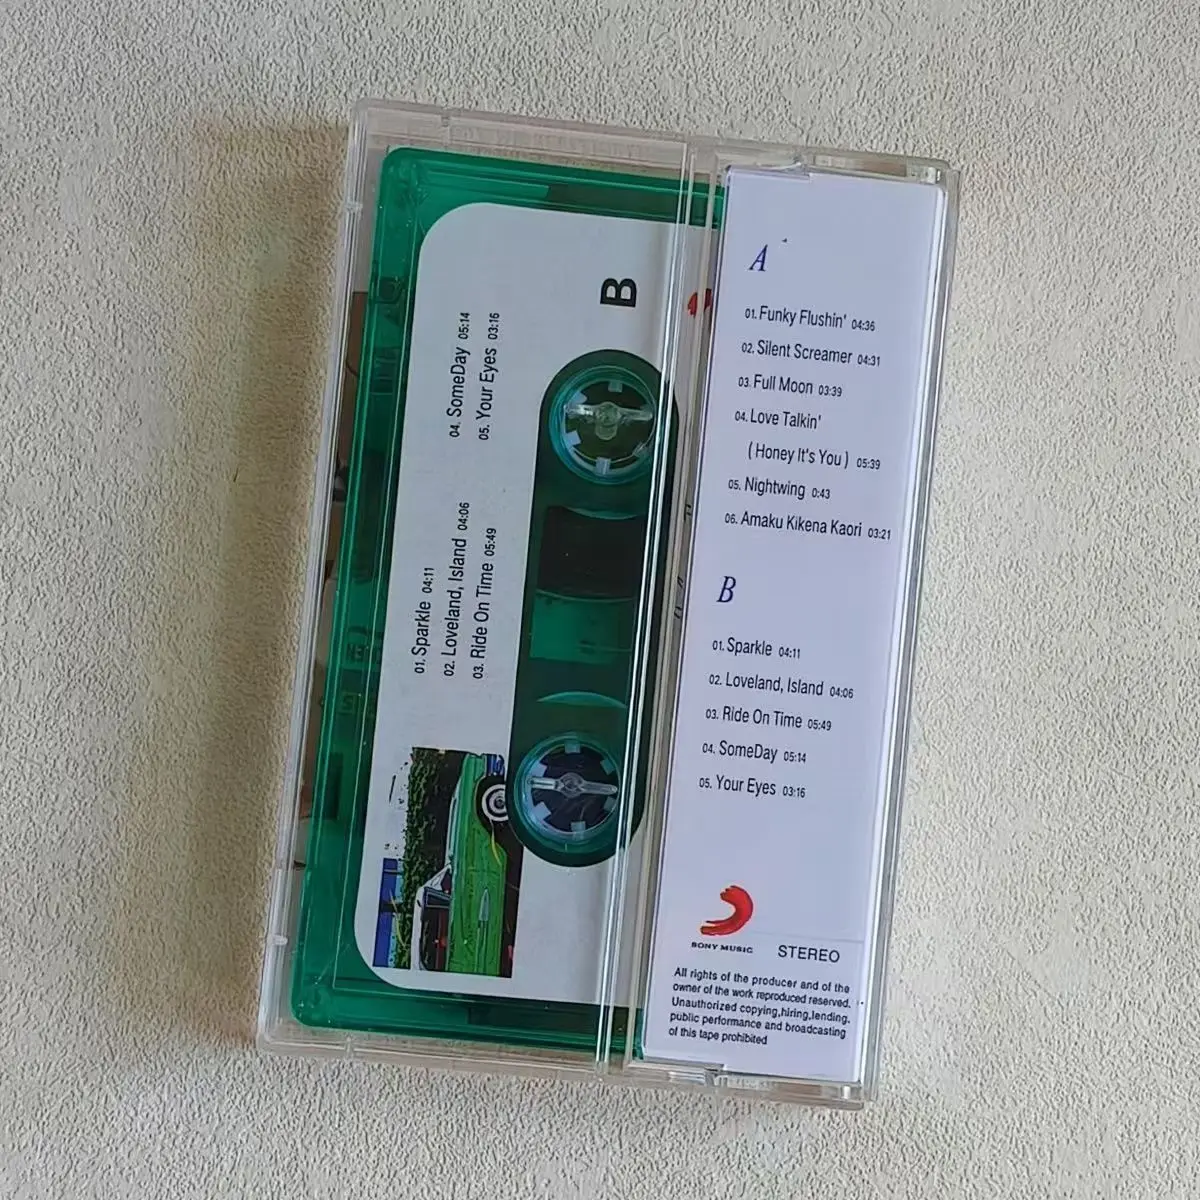 B
01. Sparkle 04:11
02. Loveland, Island 04:06
03. Ride On Time 05:49
04. SomeDay 05:14
05. Your Eyes 03:16
A
01. Funky Flushin' 04:36
02. Silent Screamer 04:31
03. Full Moon 03:39
04. Love Talkin'
( Honey It's You ) 05:39
05. Nightwing 0:43
06. Amaku Kikena Kaori 03:21
B
01. Sparkle 04:11
02. Loveland, Island 04:06
03. Ride On Time 05:49
04. SomeDay 05:14
05. Your Eyes 03:16
SONY MUSIC
STEREO
All rights of the producer and of the
owner of the work reproduced reserved.
Unauthorized copying,hiring,lending,
public performance and broadcasting
of this tape prohibited